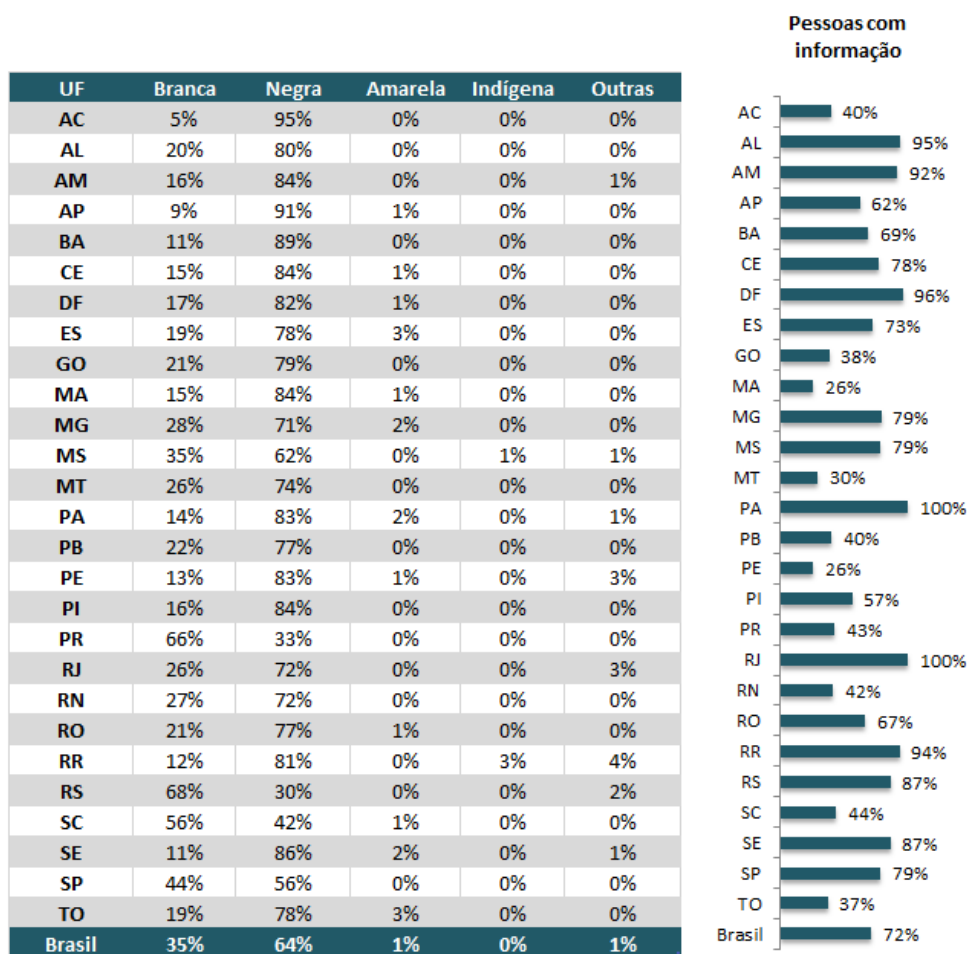 Pessoas com
informação
UF Branca Negra Amarela Indígena Outras
AC 5% 95% 0% 0% 0%
AL 20% 80% 0% 0% 0%
AM 16% 84% 0% 0% 1%
AP 9% 91% 1% 0% 0%
BA 11% 89% 0% 0% 0%
CE 15% 84% 1% 0% 0%
DF 17% 82% 1% 0% 0%
ES 19% 78% 3% 0% 0%
GO 21% 79% 0% 0% 0%
MA 15% 84% 1% 0% 0%
MG 28% 71% 2% 0% 0%
MS 35% 62% 0% 1% 1%
MT 26% 74% 0% 0% 0%
PA 14% 83% 2% 0% 1%
PB 22% 77% 0% 0% 0%
PE 13% 83% 1% 0% 3%
PI 16% 84% 0% 0% 0%
PR 66% 33% 0% 0% 0%
RJ 26% 72% 0% 0% 3%
RN 27% 72% 0% 0% 0%
RO 21% 77% 1% 0% 0%
RR 12% 81% 0% 3% 4%
RS 68% 30% 0% 0% 2%
SC 56% 42% 1% 0% 0%
SE 11% 86% 2% 0% 1%
SP 44% 56% 0% 0% 0%
TO 19% 78% 3% 0% 0%
Brasil 35% 64% 1% 0% 1%
AC 40%
AL 95%
AM 92%
AP 62%
BA 69%
CE 78%
DF 96%
ES 73%
GO 38%
MA 26%
MG 79%
MS 79%
MT 30%
PA 100%
PB 40%
PE 26%
PI 57%
PR 43%
RJ 100%
RN 42%
RO 67%
RR 94%
RS 87%
SC 44%
SE 87%
SP 79%
TO 37%
Brasil 72%